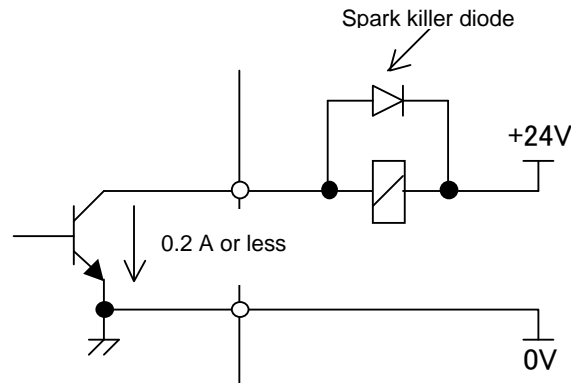 Spark killer diode
+24V
0.2 A or less
0V